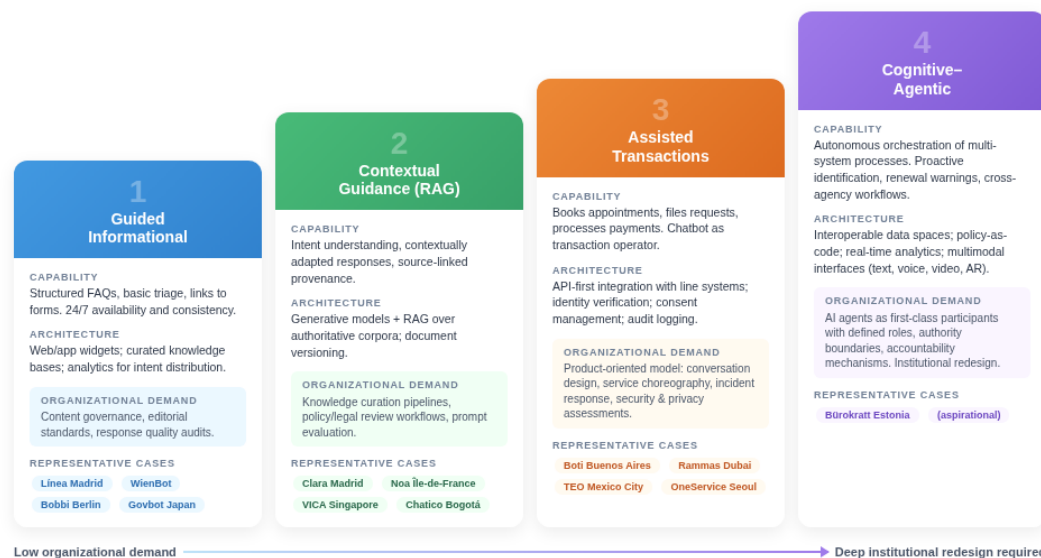 1
Guided
Informational
CAPABILITY
Structured FAQs, basic triage, links to
forms. 24/7 availability and consistency.
ARCHITECTURE
Web/app widgets; curated knowledge
bases; analytics for intent distribution.
ORGANIZATIONAL DEMAND
Content governance, editorial
standards, response quality audits.
REPRESENTATIVE CASES
Línea Madrid WienBot
Bobbi Berlin Govbot Japan
2
Contextual
Guidance (RAG)
CAPABILITY
Intent understanding, contextually
adapted responses, source-linked
provenance.
ARCHITECTURE
Generative models + RAG over
authoritative corpora; document
versioning.
ORGANIZATIONAL DEMAND
Knowledge curation pipelines,
policy/legal review workflows, prompt
evaluation.
REPRESENTATIVE CASES
Clara Madrid Noa Île-de-France
VICA Singapore Chatico Bogotá
3
Assisted
Transactions
CAPABILITY
Books appointments, files requests,
processes payments. Chatbot as
transaction operator.
ARCHITECTURE
API-first integration with line systems;
identity verification; consent
management; audit logging.
ORGANIZATIONAL DEMAND
Product-oriented model: conversation
design, service choreography, incident
response, security & privacy
assessments.
REPRESENTATIVE CASES
Boti Buenos Aires Rammas Dubai
TEO Mexico City OneService Seoul
4
Cognitive–
Agentic
CAPABILITY
Autonomous orchestration of multi-
system processes. Proactive
identification, renewal warnings, cross-
agency workflows.
ARCHITECTURE
Interoperable data spaces; policy-as-
code; real-time analytics; multimodal
interfaces (text, voice, video, AR).
ORGANIZATIONAL DEMAND
AI agents as first-class participants
with defined roles, authority
boundaries, accountability
mechanisms. Institutional redesign.
REPRESENTATIVE CASES
Bürokratt Estonia (aspirational)
Low organizational demand Deep institutional redesign required